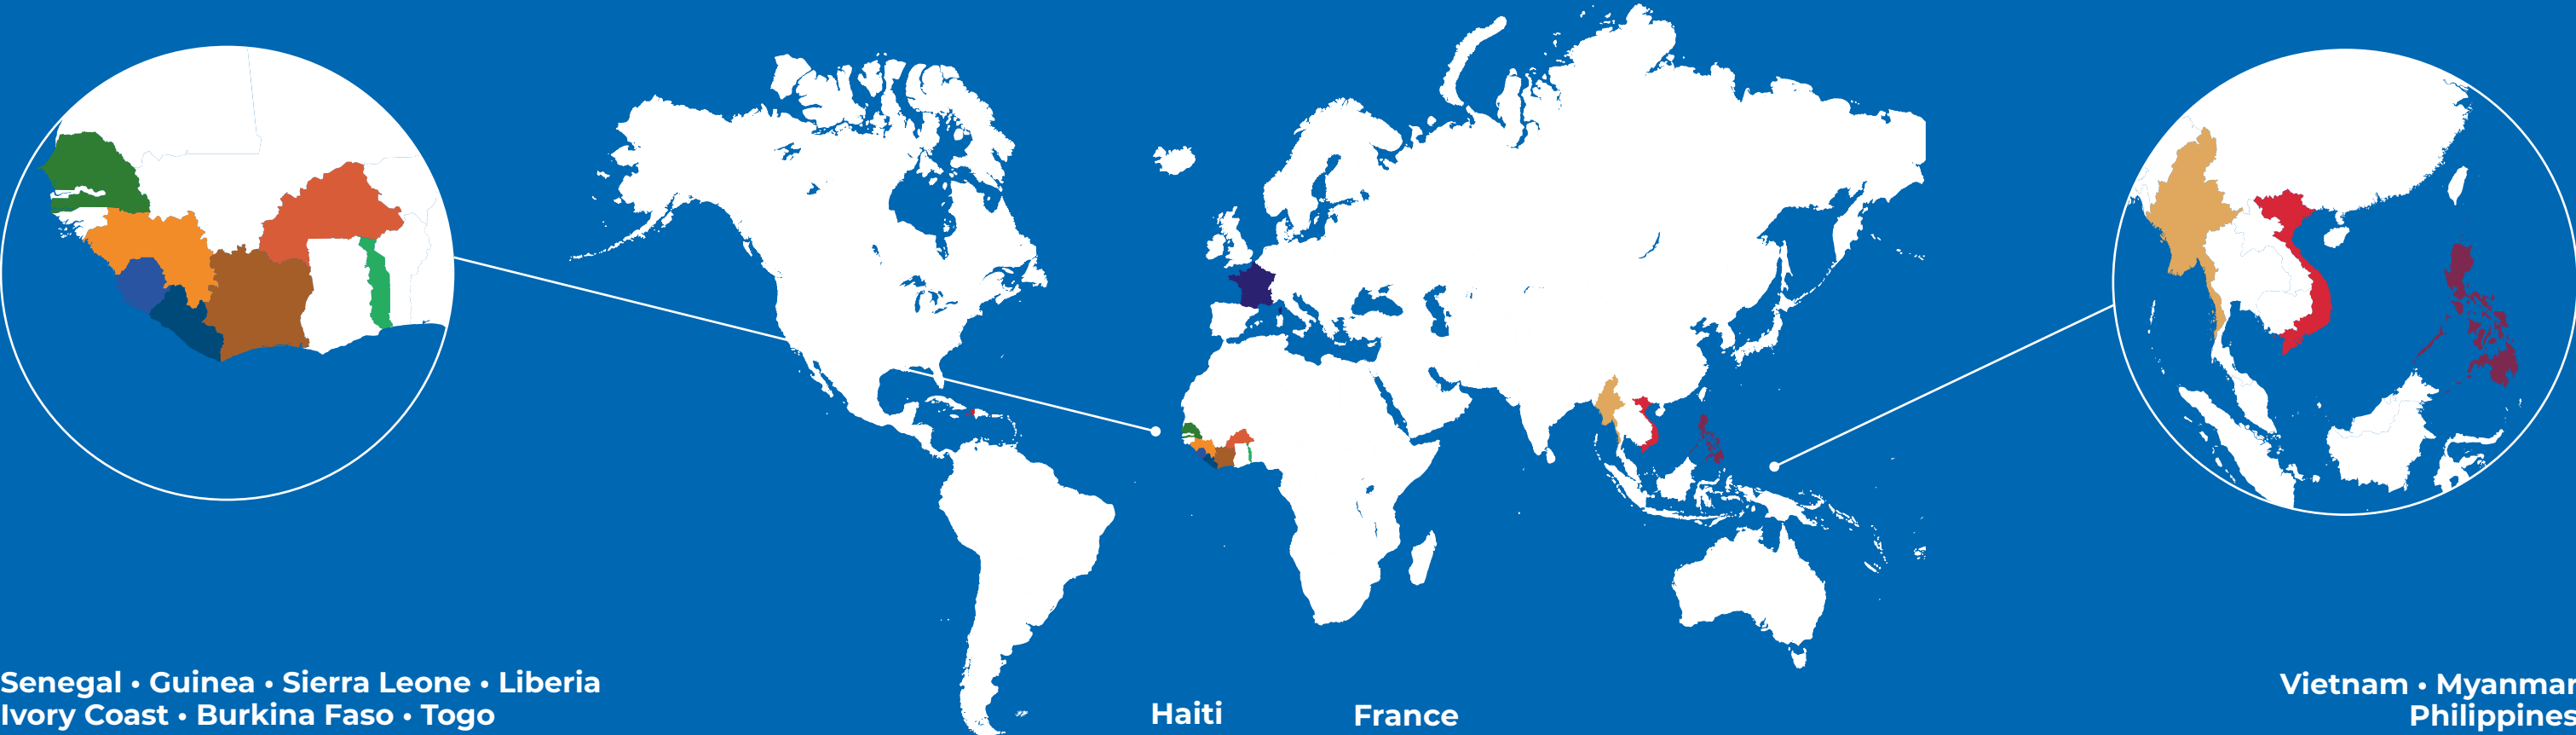 Senegal • Guinea • Sierra Leone • Liberia
Ivory Coast • Burkina Faso • Togo
Haiti
France
Vietnam • Myanmar
Philippines